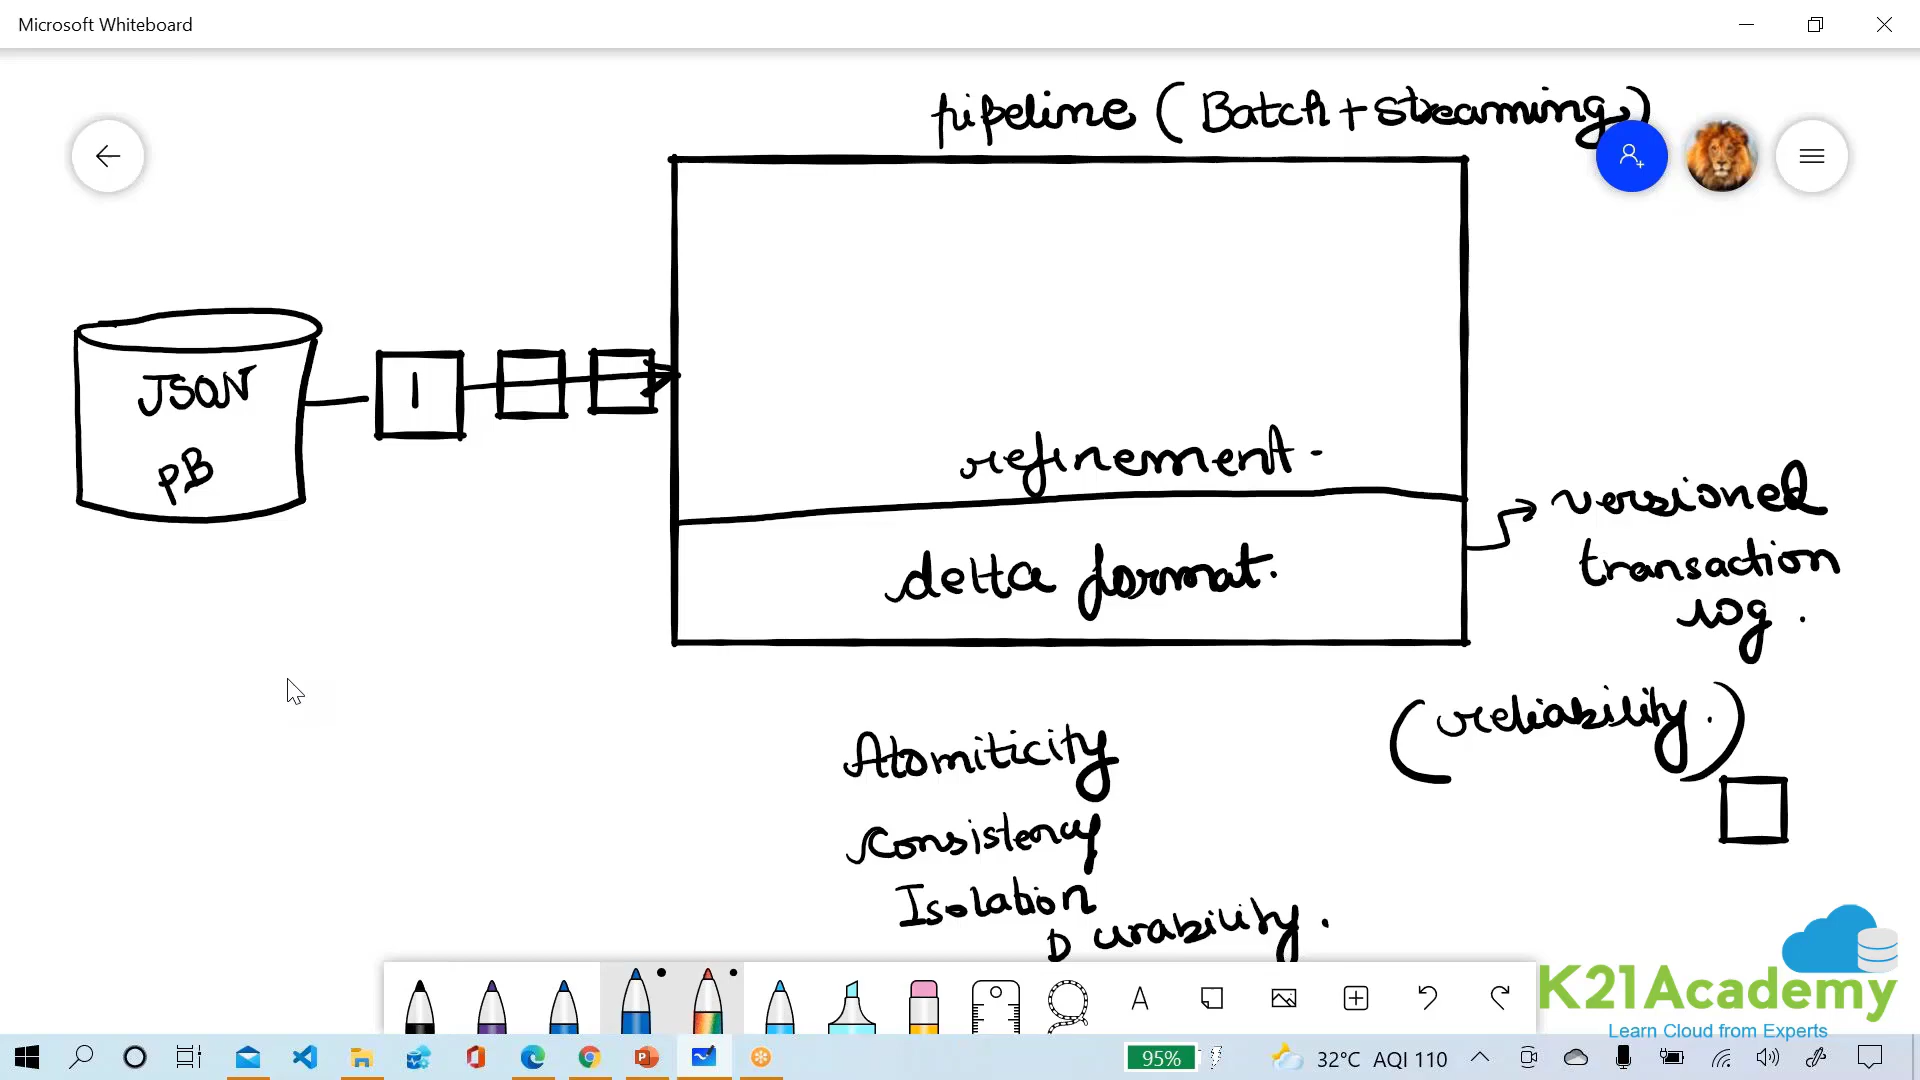 Microsoft Whiteboard
pipeline (Batch + streaming)
JSON
PB
1
refinement.
delta format.
versioned
transaction
log.
(reliability.)
Atomiticity
Consistency
Isolation
Durability.
A
K21Academy
Learn Cloud from Experts
95%
32°C AQI 110